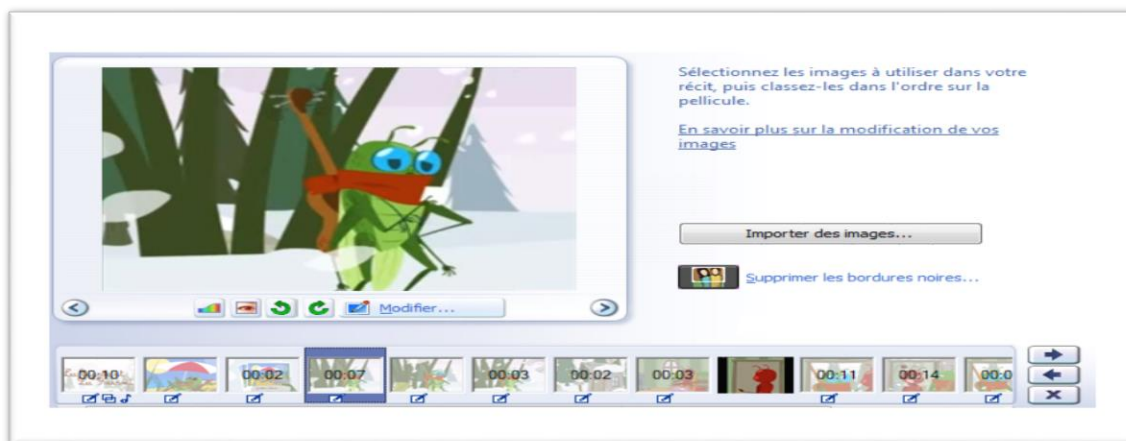 Sélectionnez les images à utiliser dans votre
récit, puis classez-les dans l'ordre sur la
pellicule.
En savoir plus sur la modification de vos
images
Importer des images...
Supprimer les bordures noires...
Modifier...
00:10 00:02 00:07 00:03 00:02 00:03 00:11 00:14 00:0